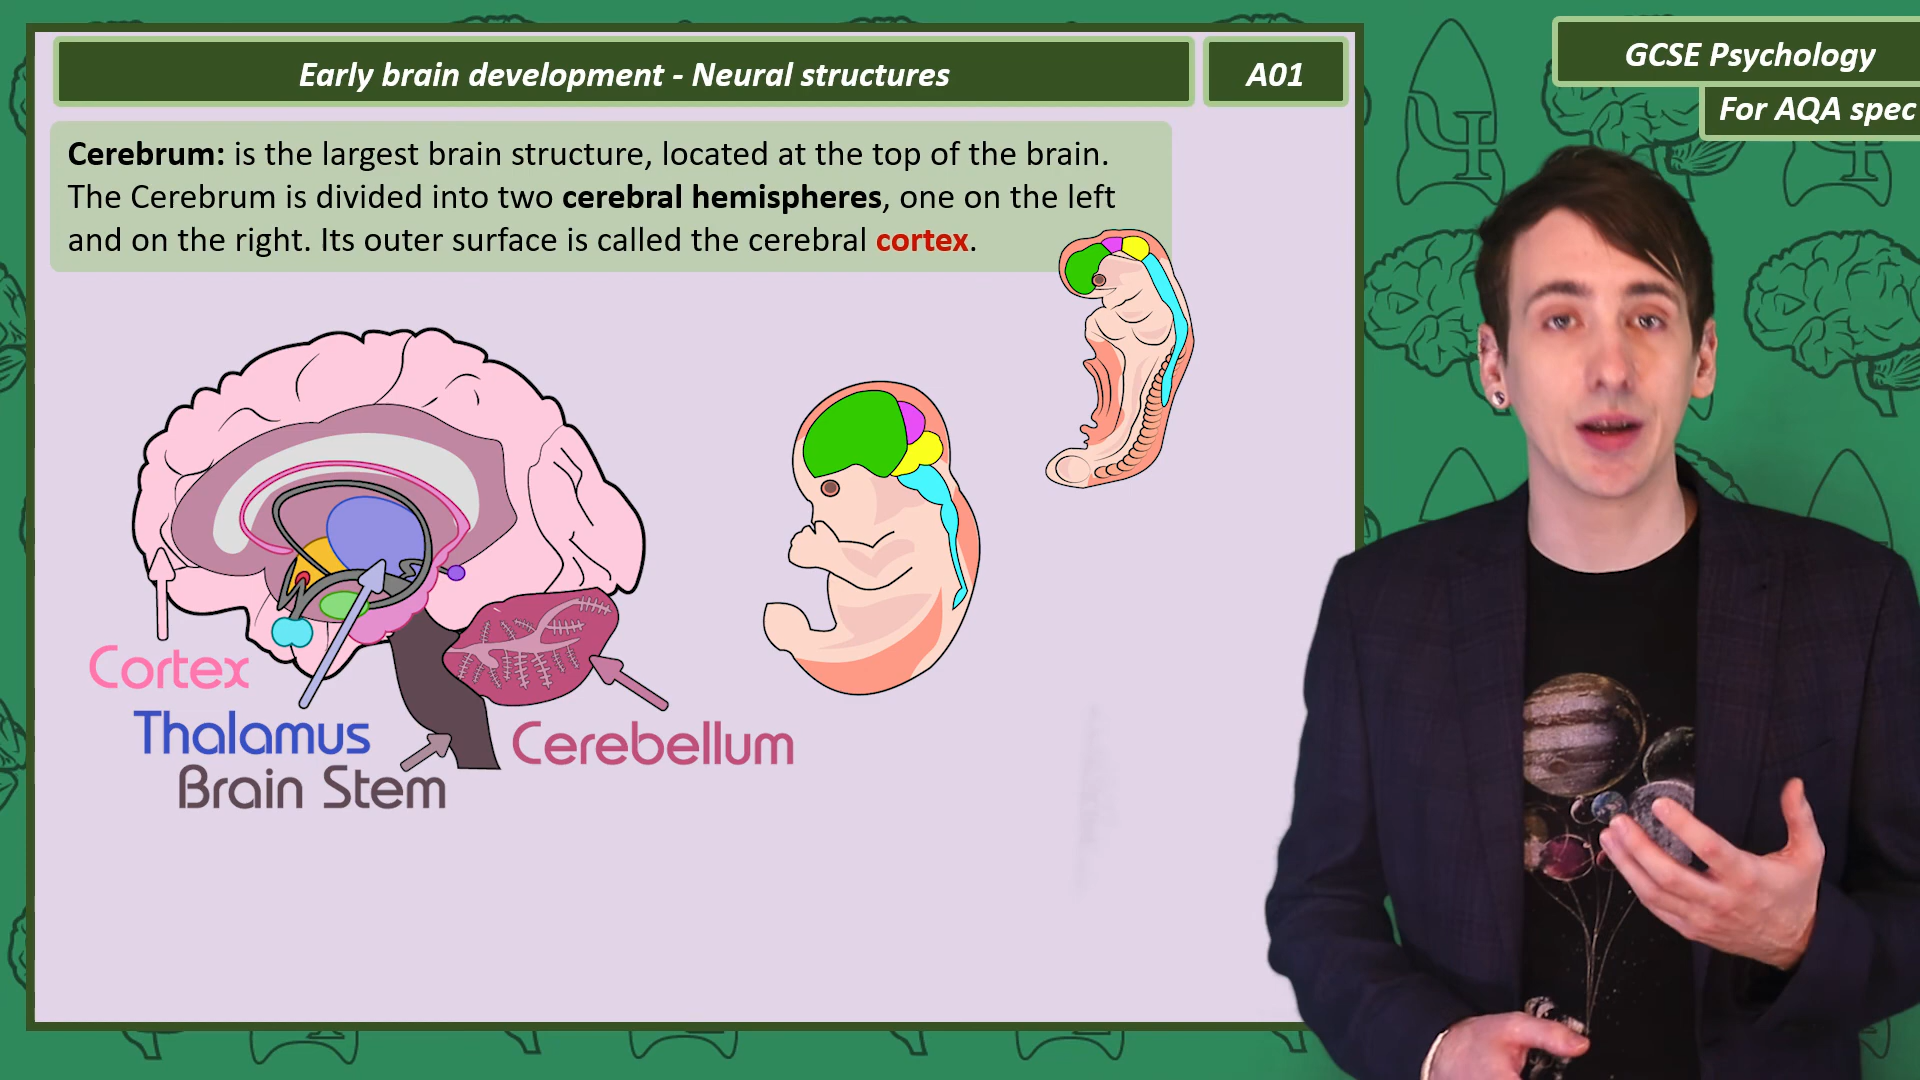 Early brain development - Neural structures
A01
GCSE Psychology
For AQA spec
Cerebrum: is the largest brain structure, located at the top of the brain.
The Cerebrum is divided into two cerebral hemispheres, one on the left
and on the right. Its outer surface is called the cerebral cortex.
Cortex
Thalamus
Brain Stem
Cerebellum